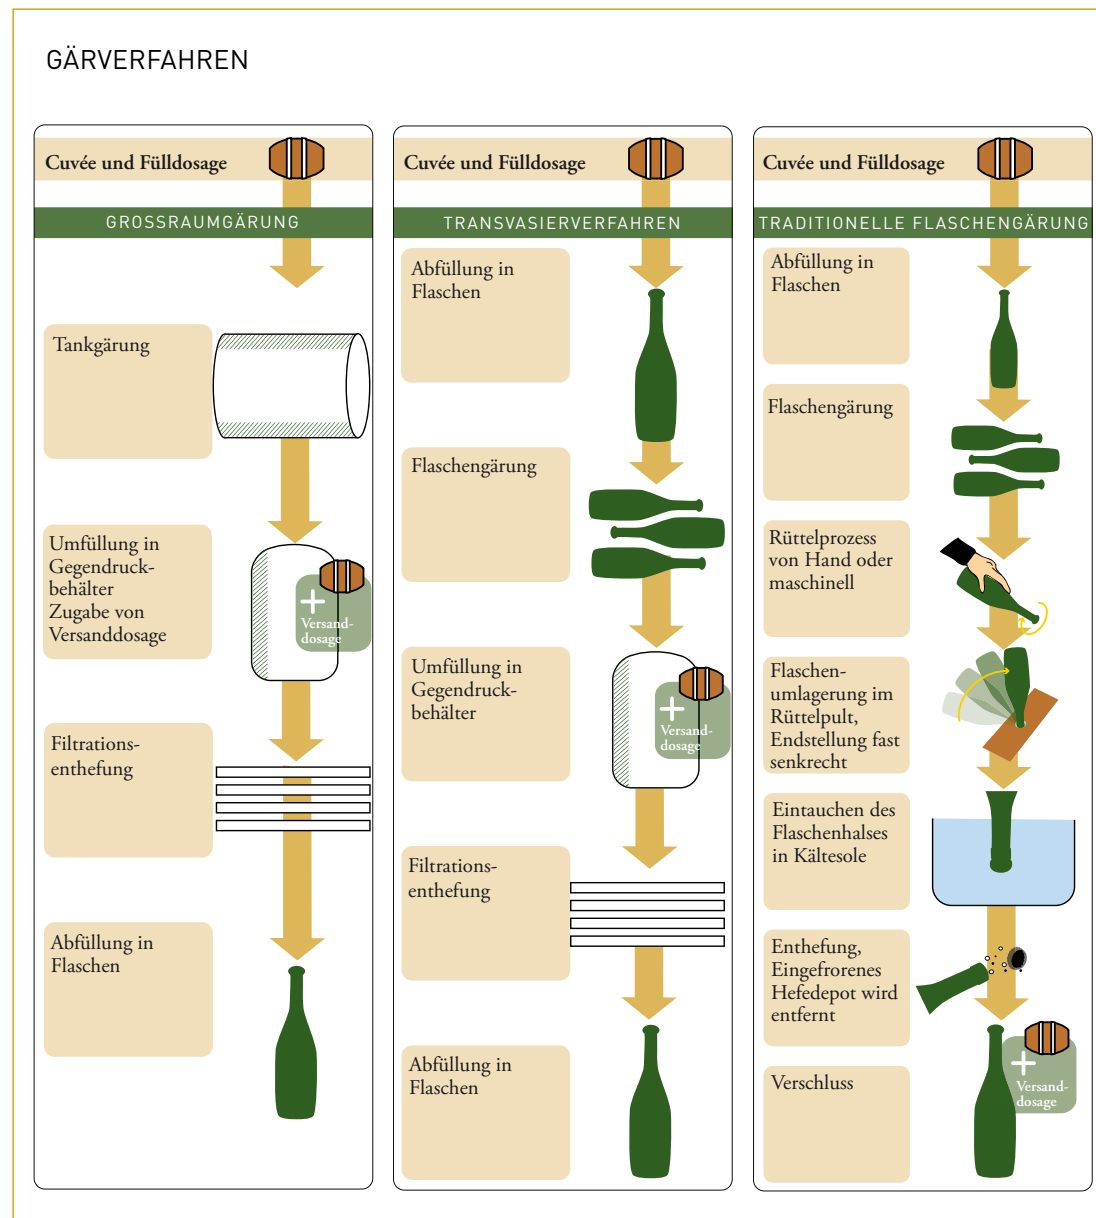 GÄRVERFAHREN
Cuvée und Fülldosage
GROSSRAUMGÄRUNG
Tankgärung
Umfüllung in
Gegendruck-
behälter
Zugabe von
Versanddosage
+
Versand-
dosage
Filtrations-
enthefung
Abfüllung in
Flaschen
Cuvée und Fülldosage
TRANSVASIERVERFAHREN
Abfüllung in
Flaschen
Flaschengärung
Umfüllung in
Gegendruck-
behälter
+
Versand-
dosage
Filtrations-
enthefung
Abfüllung in
Flaschen
Cuvée und Fülldosage
TRADITIONELLE FLASCHENGÄRUNG
Abfüllung in
Flaschen
Flaschengärung
Rüttelprozess
von Hand oder
maschinell
Flaschen-
umlagerung im
Rüttelpult,
Endstellung fast
senkrecht
Eintauchen des
Flaschenhalses
in Kältesole
Enthefung,
Eingefrorenes
Hefedepot wird
entfernt
Verschluss
+
Versand-
dosage